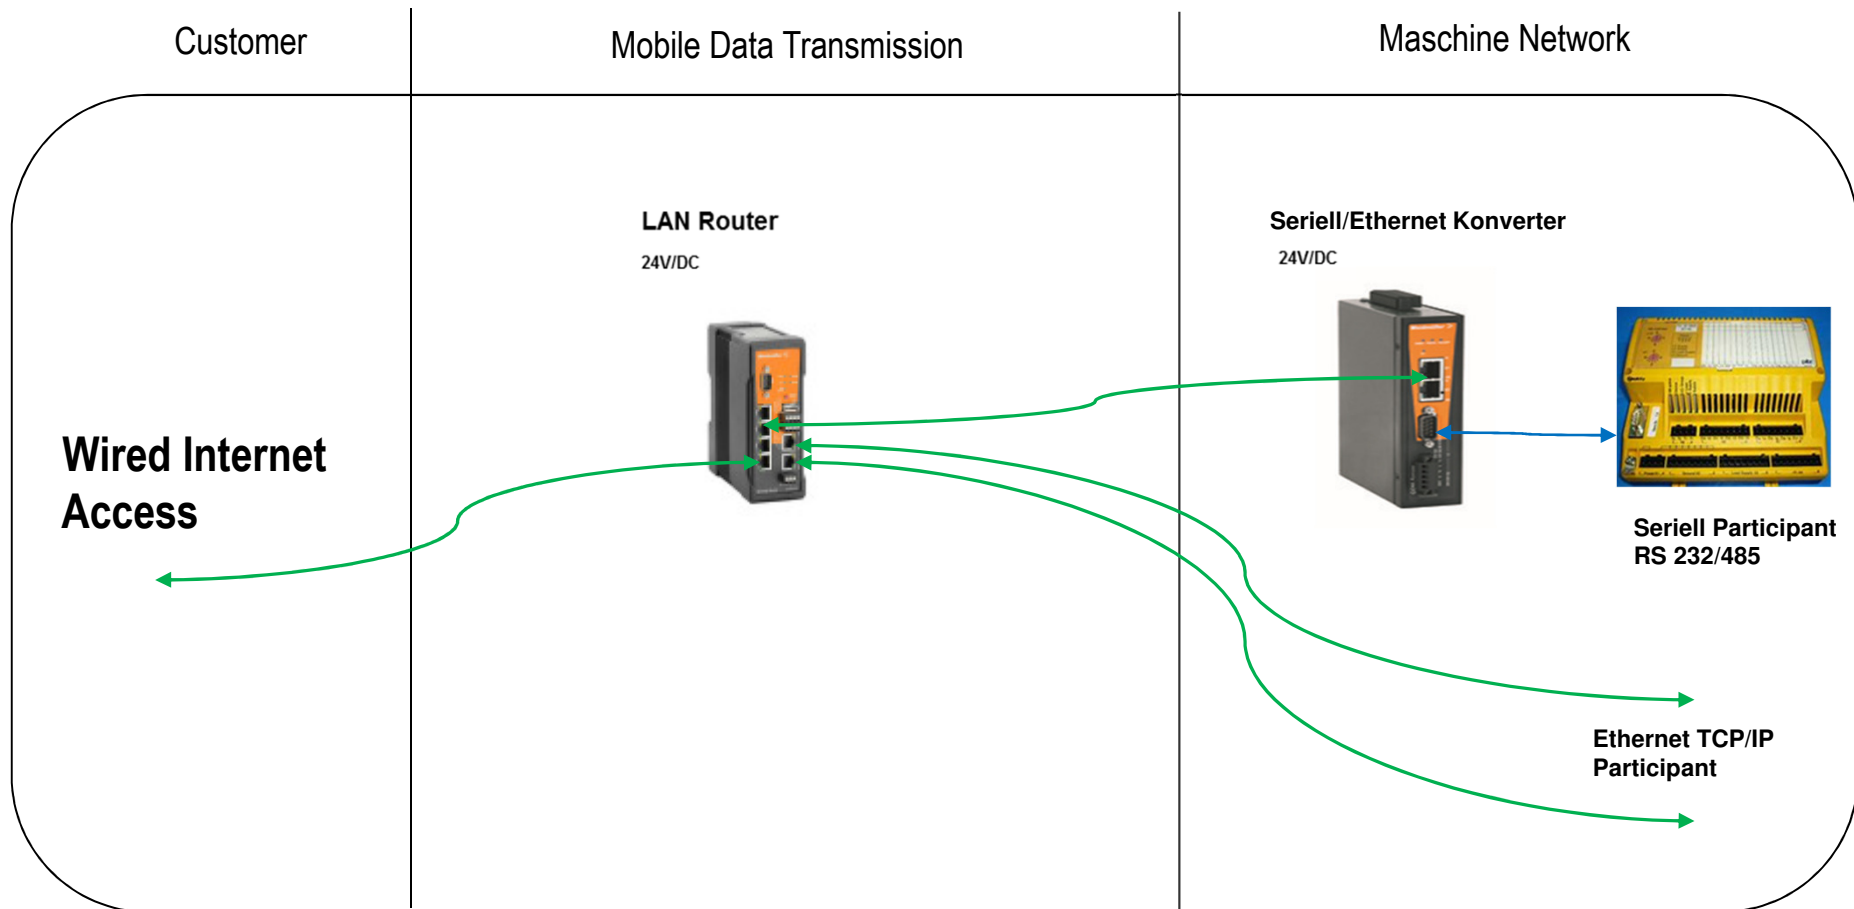 Customer
Mobile Data Transmission
Maschine Network
LAN Router
24V/DC
Seriell/Ethernet Konverter
24V/DC
Wired Internet
Access
Seriell Participant
RS 232/485
Ethernet TCP/IP
Participant